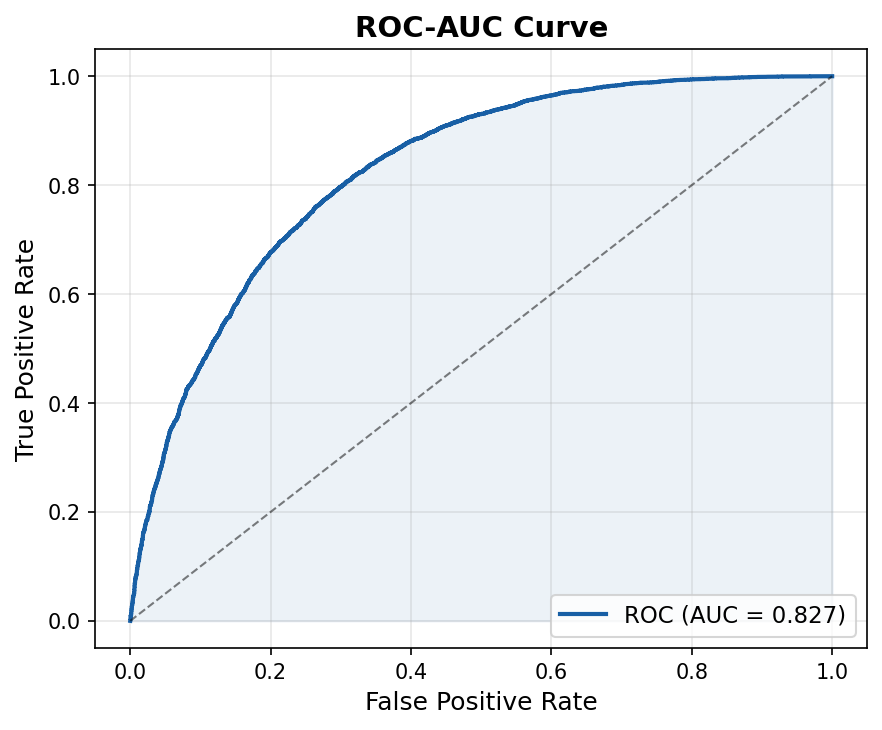 ROC-AUC Curve
True Positive Rate
1.0
0.8
0.6
0.4
0.2
0.0
ROC (AUC = 0.827)
0.0 0.2 0.4 0.6 0.8 1.0
False Positive Rate